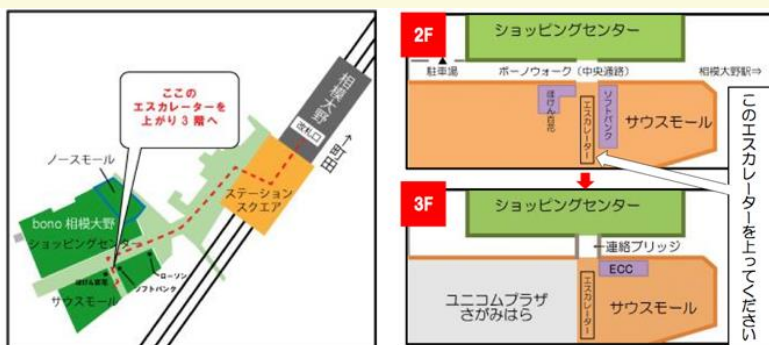 ここの
エスカレーターを
上がり3階へ
相模大野
改札口
→町田
ステーション
スクエア
ノースモール
bono 相模大野
ショッピングセンター
ほけん百花
ローソン
ソフトバンク
サウスモール
2F
ショッピングセンター
▲
駐車場
ボーノウォーク（中央通路）
相模大野駅⇒
ほけん百花
エスカレーター
ソフトバンク
サウスモール
このエスカレーターを上ってください
3F
ショッピングセンター
連絡ブリッジ
ECC
ユニコムプラザ
さがみはら
エスカレーター
サウスモール